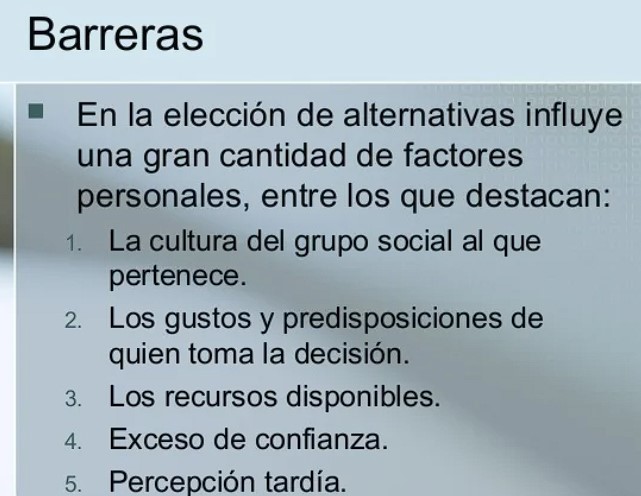 Barreras
■ En la elección de alternativas influye
una gran cantidad de factores
personales, entre los que destacan:
1. La cultura del grupo social al que
pertenece.
2. Los gustos y predisposiciones de
quien toma la decisión.
3. Los recursos disponibles.
4. Exceso de confianza.
5. Percepción tardía.